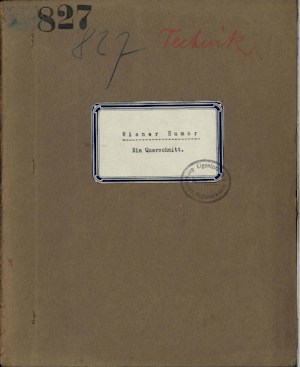 827
827 Technik
Wiener Humor
Ein Querschnitt.